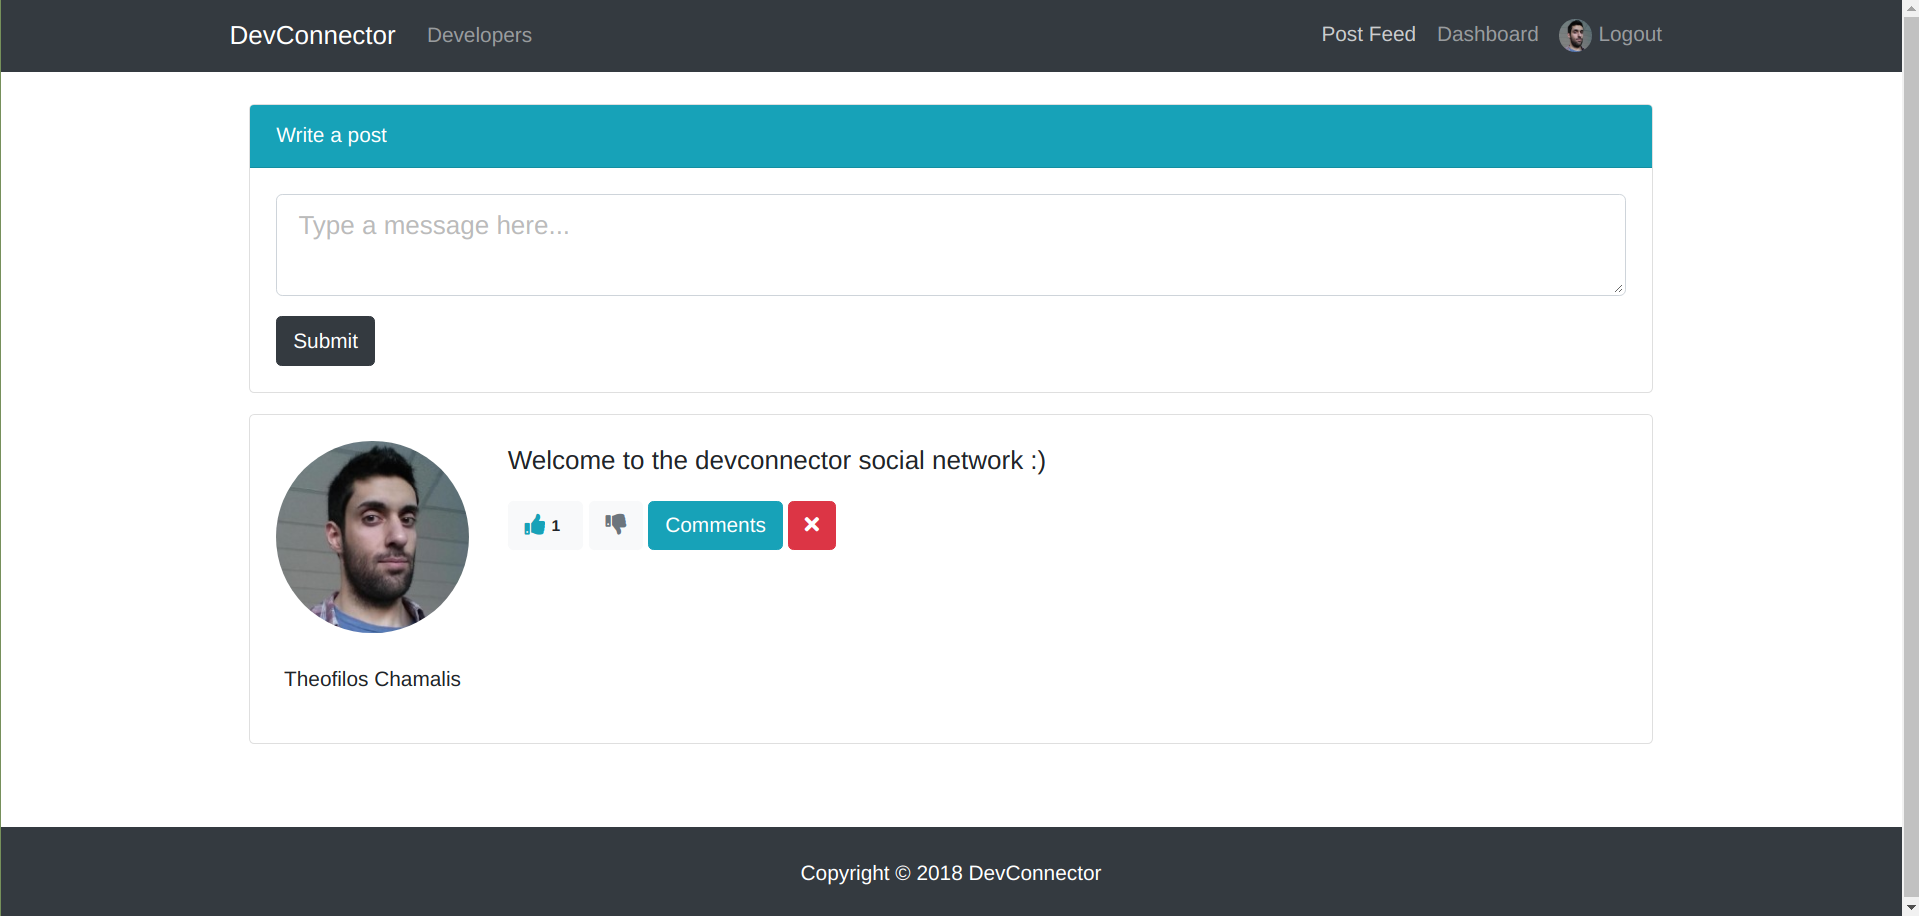 DevConnector Developers Post Feed Dashboard Logout
Write a post
Type a message here...
Submit
Welcome to the devconnector social network :)
1 Comments
Theofilos Chamalis
Copyright © 2018 DevConnector